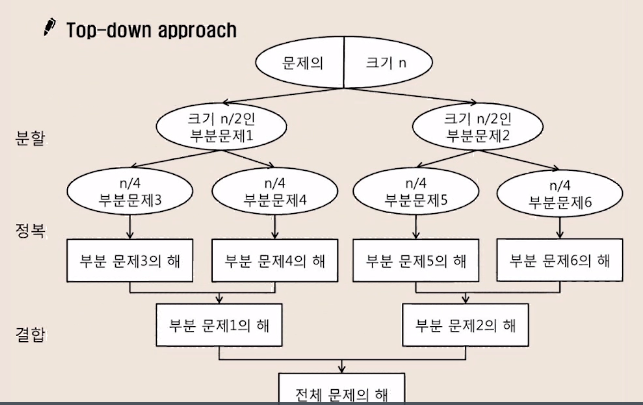 Top-down approach
문제의 크기 n
크기 n/2인
부분문제1
크기 n/2인
부분문제2
분할
n/4
부분문제3
n/4
부분문제4
n/4
부분문제5
n/4
부분문제6
정복
부분 문제3의 해
부분 문제4의 해
부분 문제5의 해
부분 문제6의 해
부분 문제1의 해
부분 문제2의 해
결합
전체 문제의 해